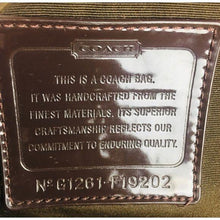 COACH
THIS IS A COACH BAG.
IT WAS HANDCRAFTED FROM THE
FINEST MATERIALS. ITS SUPERIOR
CRAFTSMANSHIP REFLECTS OUR
COMMITMENT TO ENDURING QUALITY.
Nº G1261-F19202